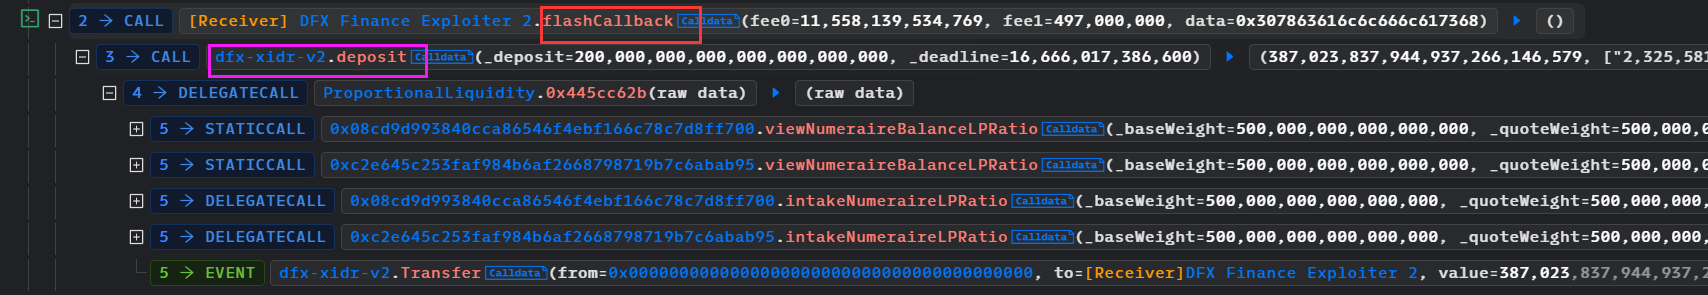 2 → CALL [Receiver] DFX Finance Exploiter 2.flashCallback Calldata (fee0=11,558,139,534,769, fee1=497,000,000, data=0x307863616c6c666c617368) ▸ ()
3 → CALL dfx-xidr-v2.deposit Calldata (_deposit=200,000,000,000,000,000,000,000, _deadline=16,666,017,386,600) ▸ (387,023,837,944,937,266,146,579, ["2,325,581
4 → DELEGATECALL ProportionalLiquidity.0x445cc62b(raw data) ▸ (raw data)
5 → STATICCALL 0x08cd9d993840cca86546f4ebf166c78c7d8ff700.viewNumeraireBalanceLPRatio Calldata (_baseWeight=500,000,000,000,000,000, _quoteWeight=500,000,0
5 → STATICCALL 0xc2e645c253faf984b6af2668798719b7c6abab95.viewNumeraireBalanceLPRatio Calldata (_baseWeight=500,000,000,000,000,000, _quoteWeight=500,000,0
5 → DELEGATECALL 0x08cd9d993840cca86546f4ebf166c78c7d8ff700.intakeNumeraireLPRatio Calldata (_baseWeight=500,000,000,000,000,000, _quoteWeight=500,000,00
5 → DELEGATECALL 0xc2e645c253faf984b6af2668798719b7c6abab95.intakeNumeraireLPRatio Calldata (_baseWeight=500,000,000,000,000,000, _quoteWeight=500,000,00
5 → EVENT dfx-xidr-v2.Transfer Calldata (from=0x0000000000000000000000000000000000000000, to=[Receiver]DFX Finance Exploiter 2, value=387,023,837,944,937,2